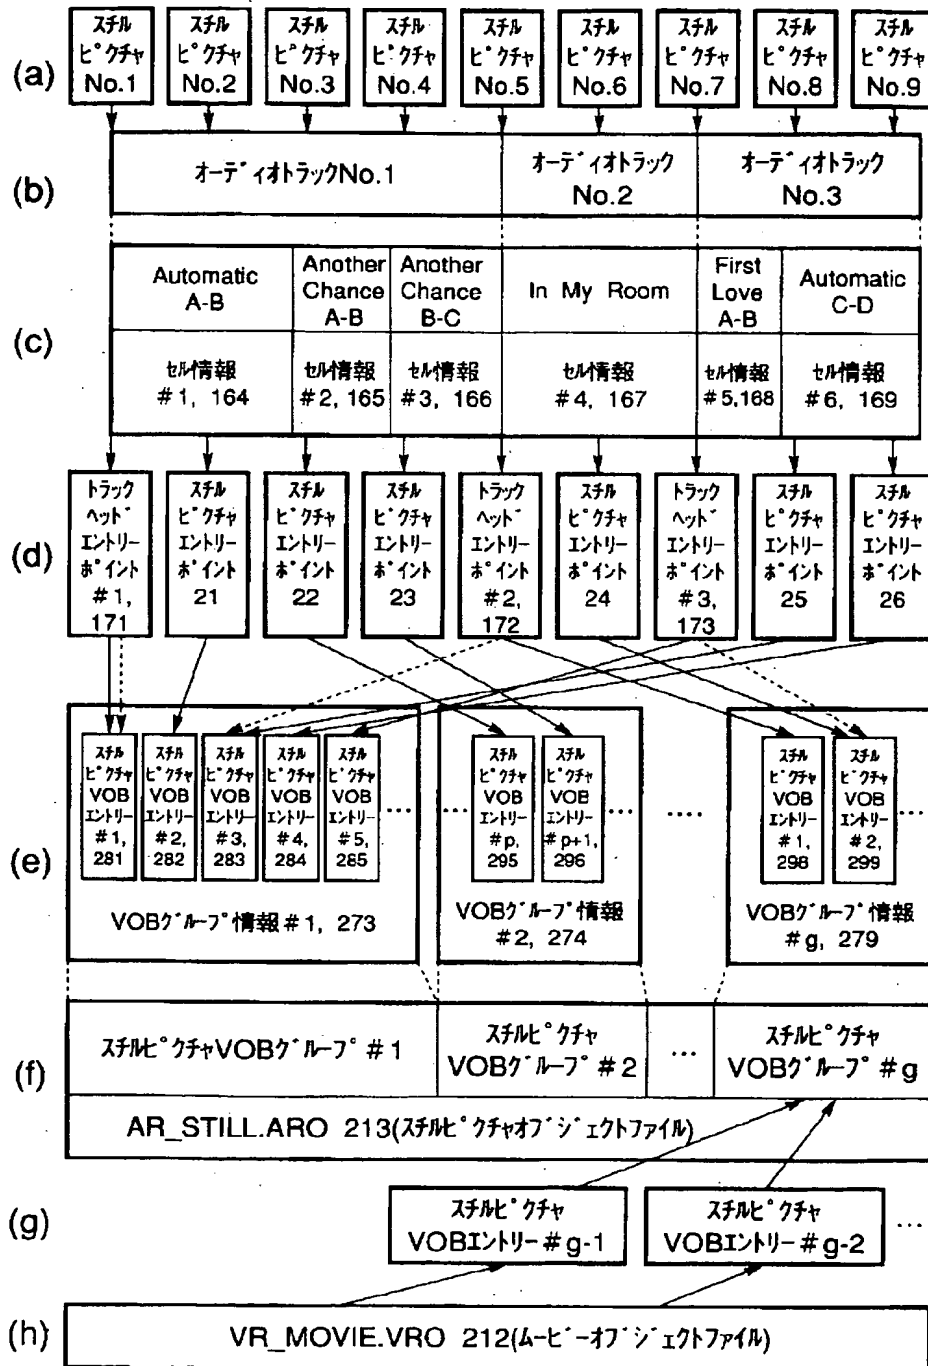 (a)
ｽﾁﾙ ﾋﾟｸﾁｬ No.1
ｽﾁﾙ ﾋﾟｸﾁｬ No.2
ｽﾁﾙ ﾋﾟｸﾁｬ No.3
ｽﾁﾙ ﾋﾟｸﾁｬ No.4
ｽﾁﾙ ﾋﾟｸﾁｬ No.5
ｽﾁﾙ ﾋﾟｸﾁｬ No.6
ｽﾁﾙ ﾋﾟｸﾁｬ No.7
ｽﾁﾙ ﾋﾟｸﾁｬ No.8
ｽﾁﾙ ﾋﾟｸﾁｬ No.9
(b)
ｵｰﾃﾞｨｵﾄﾗｯｸNo.1
ｵｰﾃﾞｨｵﾄﾗｯｸ
No.2
ｵｰﾃﾞｨｵﾄﾗｯｸ
No.3
(c)
Automatic
A-B
Another
Chance
A-B
Another
Chance
B-C
In My Room
First
Love
A-B
Automatic
C-D
ｾﾙ情報
#1, 164
ｾﾙ情報
#2, 165
ｾﾙ情報
#3, 166
ｾﾙ情報
#4, 167
ｾﾙ情報
#5,168
ｾﾙ情報
#6, 169
(d)
ﾄﾗｯｸ
ﾍｯﾄﾞ
ｴﾝﾄﾘｰ
ﾎﾟｲﾝﾄ
#1,
171
ｽﾁﾙ
ﾋﾟｸﾁｬ
ｴﾝﾄﾘｰ
ﾎﾟｲﾝﾄ
21
ｽﾁﾙ
ﾋﾟｸﾁｬ
ｴﾝﾄﾘｰ
ﾎﾟｲﾝﾄ
22
ｽﾁﾙ
ﾋﾟｸﾁｬ
ｴﾝﾄﾘｰ
ﾎﾟｲﾝﾄ
23
ﾄﾗｯｸ
ﾍｯﾄﾞ
ｴﾝﾄﾘｰ
ﾎﾟｲﾝﾄ
#2,
172
ｽﾁﾙ
ﾋﾟｸﾁｬ
ｴﾝﾄﾘｰ
ﾎﾟｲﾝﾄ
24
ﾄﾗｯｸ
ﾍｯﾄﾞ
ｴﾝﾄﾘｰ
ﾎﾟｲﾝﾄ
#3,
173
ｽﾁﾙ
ﾋﾟｸﾁｬ
ｴﾝﾄﾘｰ
ﾎﾟｲﾝﾄ
25
ｽﾁﾙ
ﾋﾟｸﾁｬ
ｴﾝﾄﾘｰ
ﾎﾟｲﾝﾄ
26
(e)
ｽﾁﾙ
ﾋﾟｸﾁｬ
VOB
ｴﾝﾄﾘｰ
#1,
281
ｽﾁﾙ
ﾋﾟｸﾁｬ
VOB
ｴﾝﾄﾘｰ
#2,
282
ｽﾁﾙ
ﾋﾟｸﾁｬ
VOB
ｴﾝﾄﾘｰ
#3,
283
ｽﾁﾙ
ﾋﾟｸﾁｬ
VOB
ｴﾝﾄﾘｰ
#4,
284
ｽﾁﾙ
ﾋﾟｸﾁｬ
VOB
ｴﾝﾄﾘｰ
#5,
285
……
VOBｸﾞﾙｰﾌﾟ情報#1, 273
…
ｽﾁﾙ
ﾋﾟｸﾁｬ
VOB
ｴﾝﾄﾘｰ
#p,
295
ｽﾁﾙ
ﾋﾟｸﾁｬ
VOB
ｴﾝﾄﾘｰ
#p+1,
296
…
VOBｸﾞﾙｰﾌﾟ情報
#2, 274
……
ｽﾁﾙ
ﾋﾟｸﾁｬ
VOB
ｴﾝﾄﾘｰ
#1,
298
ｽﾁﾙ
ﾋﾟｸﾁｬ
VOB
ｴﾝﾄﾘｰ
#2,
299
…
VOBｸﾞﾙｰﾌﾟ情報
#g, 279
(f)
ｽﾁﾙﾋﾟｸﾁｬVOBｸﾞﾙｰﾌﾟ#1
ｽﾁﾙﾋﾟｸﾁｬ
VOBｸﾞﾙｰﾌﾟ#2
…
ｽﾁﾙﾋﾟｸﾁｬ
VOBｸﾞﾙｰﾌﾟ#g
AR_STILL.ARO 213(ｽﾁﾙﾋﾟｸﾁｬｵﾌﾞｼﾞｪｸﾄﾌｧｲﾙ)
(g)
ｽﾁﾙﾋﾟｸﾁｬ
VOBｴﾝﾄﾘｰ#g-1
ｽﾁﾙﾋﾟｸﾁｬ
VOBｴﾝﾄﾘｰ#g-2
…
(h)
VR_MOVIE.VRO 212(ﾑｰﾋﾞｰｵﾌﾞｼﾞｪｸﾄﾌｧｲﾙ)